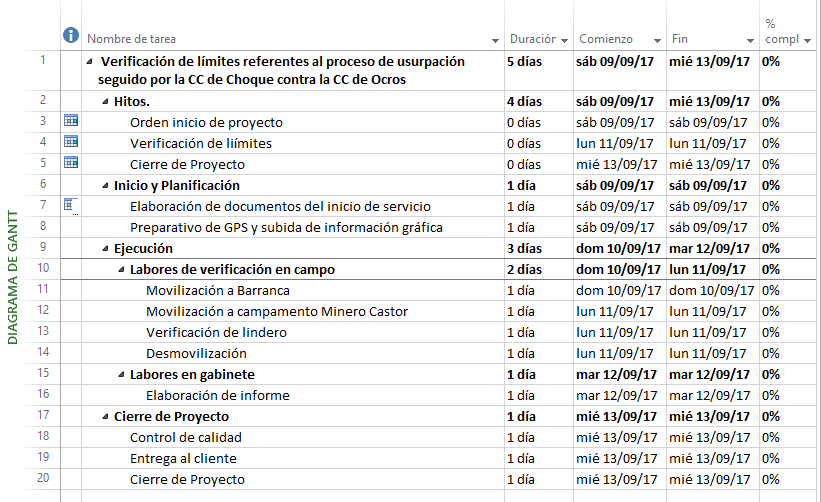 DIAGRAMA DE GANTT
Nombre de tarea Duración Comienzo Fin % compl
1 Verificación de límites referentes al proceso de usurpación seguido por la CC de Choque contra la CC de Ocros 5 días sáb 09/09/17 mié 13/09/17 0%
2 Hitos. 4 días sáb 09/09/17 mié 13/09/17 0%
3 Orden inicio de proyecto 0 días sáb 09/09/17 sáb 09/09/17 0%
4 Verificación de liímites 0 días lun 11/09/17 lun 11/09/17 0%
5 Cierre de Proyecto 0 días mié 13/09/17 mié 13/09/17 0%
6 Inicio y Planificación 1 día sáb 09/09/17 sáb 09/09/17 0%
7 Elaboración de documentos del inicio de servicio 1 día sáb 09/09/17 sáb 09/09/17 0%
8 Preparativo de GPS y subida de información gráfica 1 día sáb 09/09/17 sáb 09/09/17 0%
9 Ejecución 3 días dom 10/09/17 mar 12/09/17 0%
10 Labores de verificación en campo 2 días dom 10/09/17 lun 11/09/17 0%
11 Movilización a Barranca 1 día dom 10/09/17 dom 10/09/17 0%
12 Movilización a campamento Minero Castor 1 día lun 11/09/17 lun 11/09/17 0%
13 Verificación de lindero 1 día lun 11/09/17 lun 11/09/17 0%
14 Desmovilización 1 día lun 11/09/17 lun 11/09/17 0%
15 Labores en gabinete 1 día mar 12/09/17 mar 12/09/17 0%
16 Elaboración de informe 1 día mar 12/09/17 mar 12/09/17 0%
17 Cierre de Proyecto 1 día mié 13/09/17 mié 13/09/17 0%
18 Control de calidad 1 día mié 13/09/17 mié 13/09/17 0%
19 Entrega al cliente 1 día mié 13/09/17 mié 13/09/17 0%
20 Cierre de Proyecto 1 día mié 13/09/17 mié 13/09/17 0%